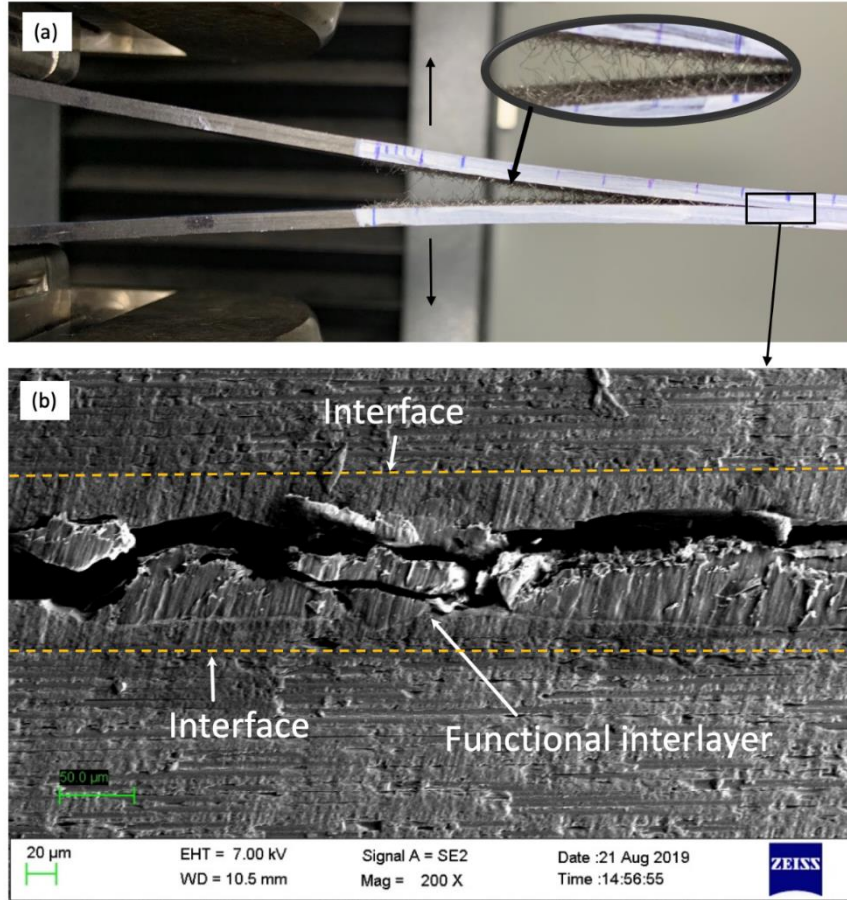 (a)
(b)
Interface
Interface
Functional interlayer
50.0 µm
20 µm
EHT = 7.00 kV
Signal A = SE2
Date :21 Aug 2019
ZEISS
WD = 10.5 mm
Mag = 200 X
Time :14:56:55